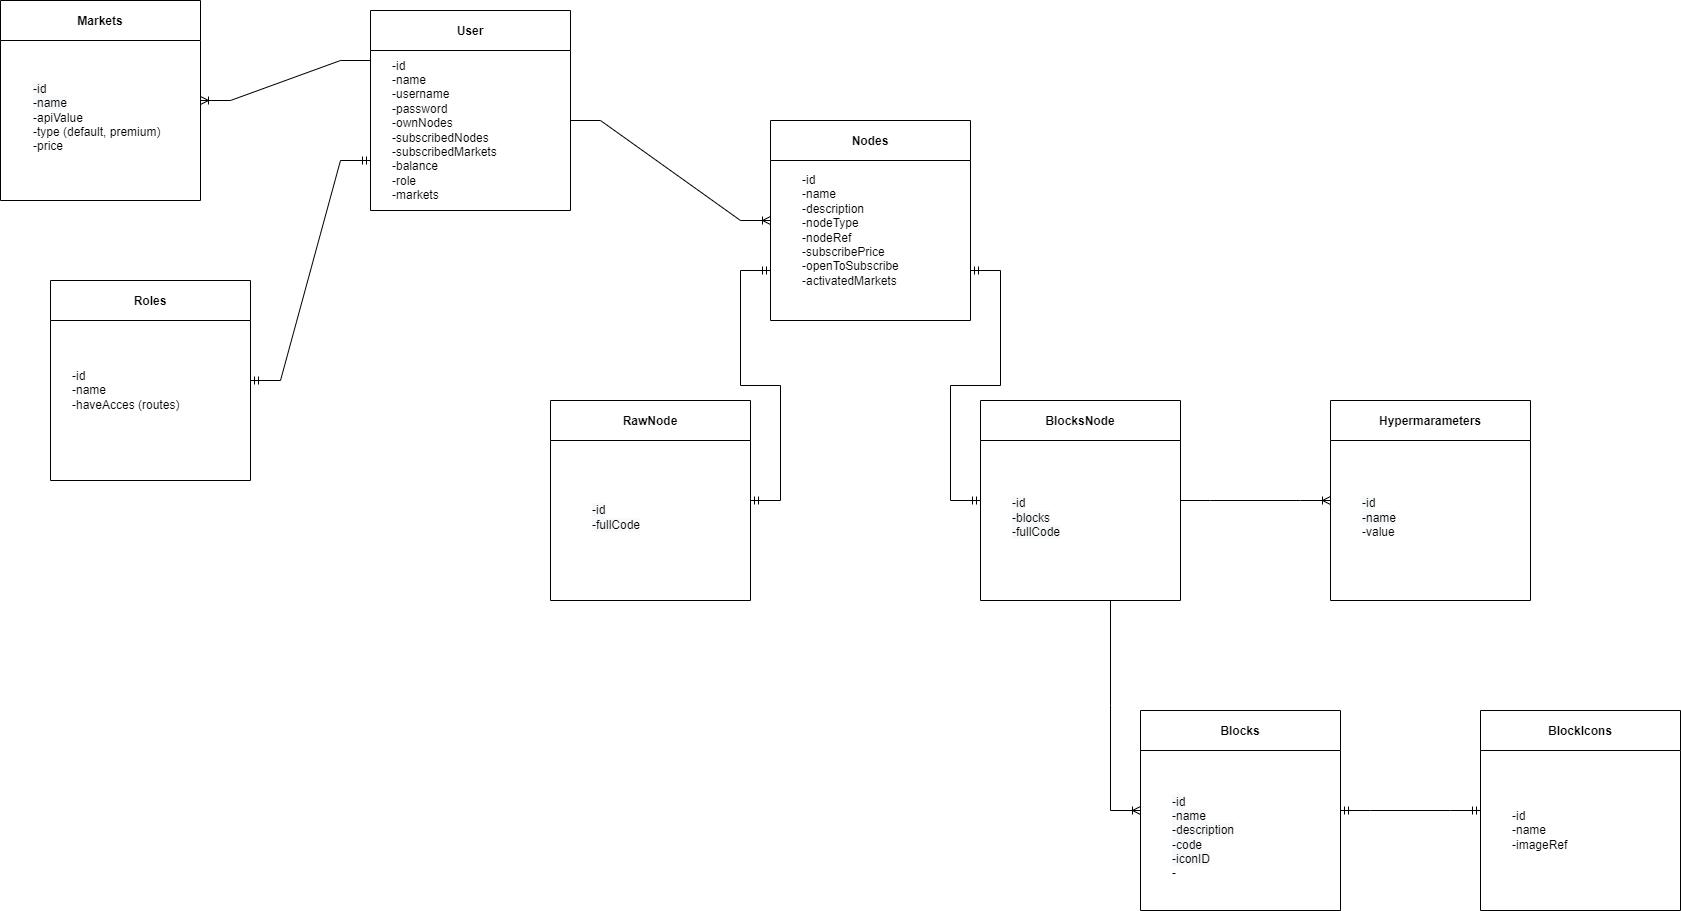 Markets
-id
-name
-apiValue
-type (default, premium)
-price
User
-id
-name
-username
-password
-ownNodes
-subscribedNodes
-subscribedMarkets
-balance
-role
-markets
Nodes
-id
-name
-description
-nodeType
-nodeRef
-subscribePrice
-openToSubscribe
-activatedMarkets
Roles
-id
-name
-haveAcces (routes)
RawNode
-id
-fullCode
BlocksNode
-id
-blocks
-fullCode
Hypermarameters
-id
-name
-value
Blocks
-id
-name
-description
-code
-iconID
-
BlockIcons
-id
-name
-imageRef